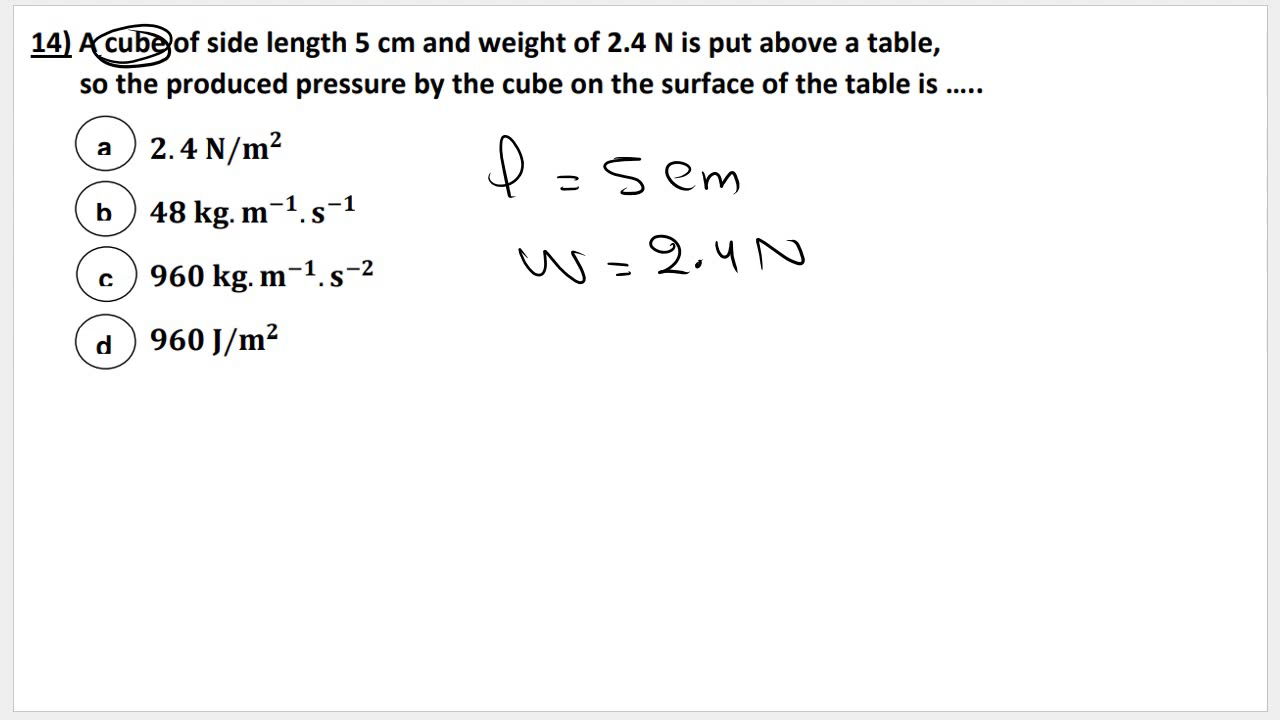 14) A cube of side length 5 cm and weight of 2.4 N is put above a table,
so the produced pressure by the cube on the surface of the table is .....
a 2.4 N/m²
b 48 kg.m⁻¹.s⁻¹
c 960 kg.m⁻¹.s⁻²
d 960 J/m²
l = 5 cm
W = 2.4 N